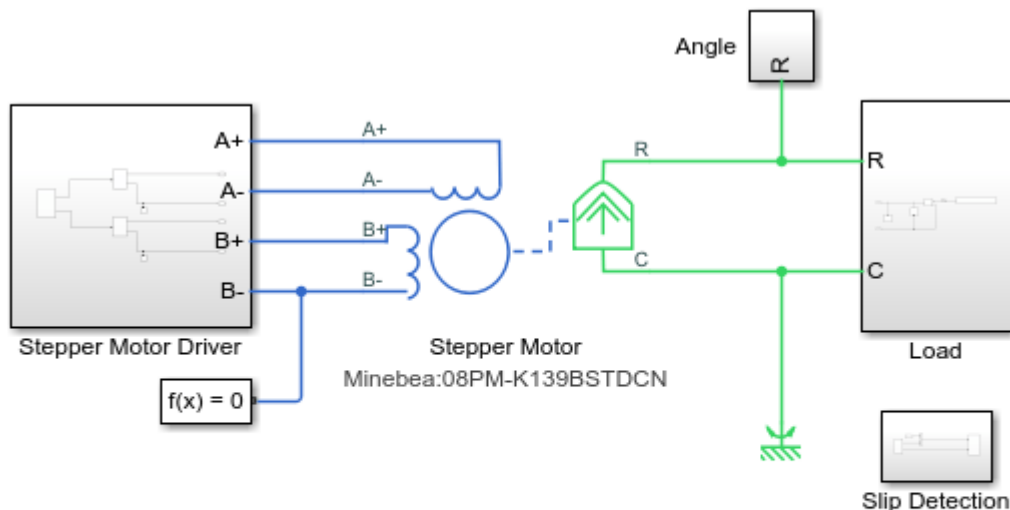 Angle
R
A+
A-
B+
B-
A+
A-
B+
B-
R
C
R
C
Stepper Motor Driver
Stepper Motor
Minebea:08PM-K139BSTDCN
Load
f(x) = 0
Slip Detection